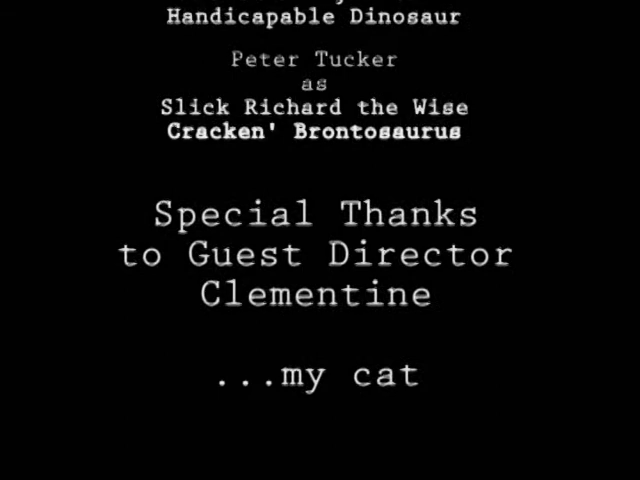 Handicapable Dinosaur
Peter Tucker
as
Slick Richard the Wise
Cracken' Brontosaurus
Special Thanks
to Guest Director
Clementine
...my cat